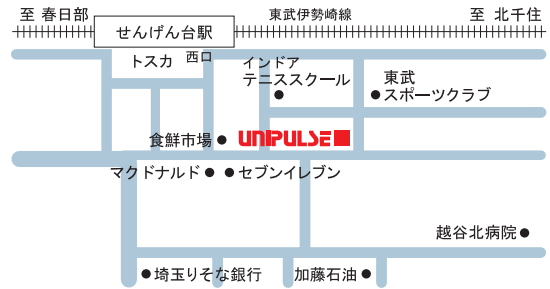 至 春日部
せんげん台駅
東武伊勢崎線
至 北千住
トスカ
西口
インドア
テニススクール
東武
スポーツクラブ
食鮮市場
UNIPULSE
マクドナルド
セブンイレブン
越谷北病院
埼玉りそな銀行
加藤石油